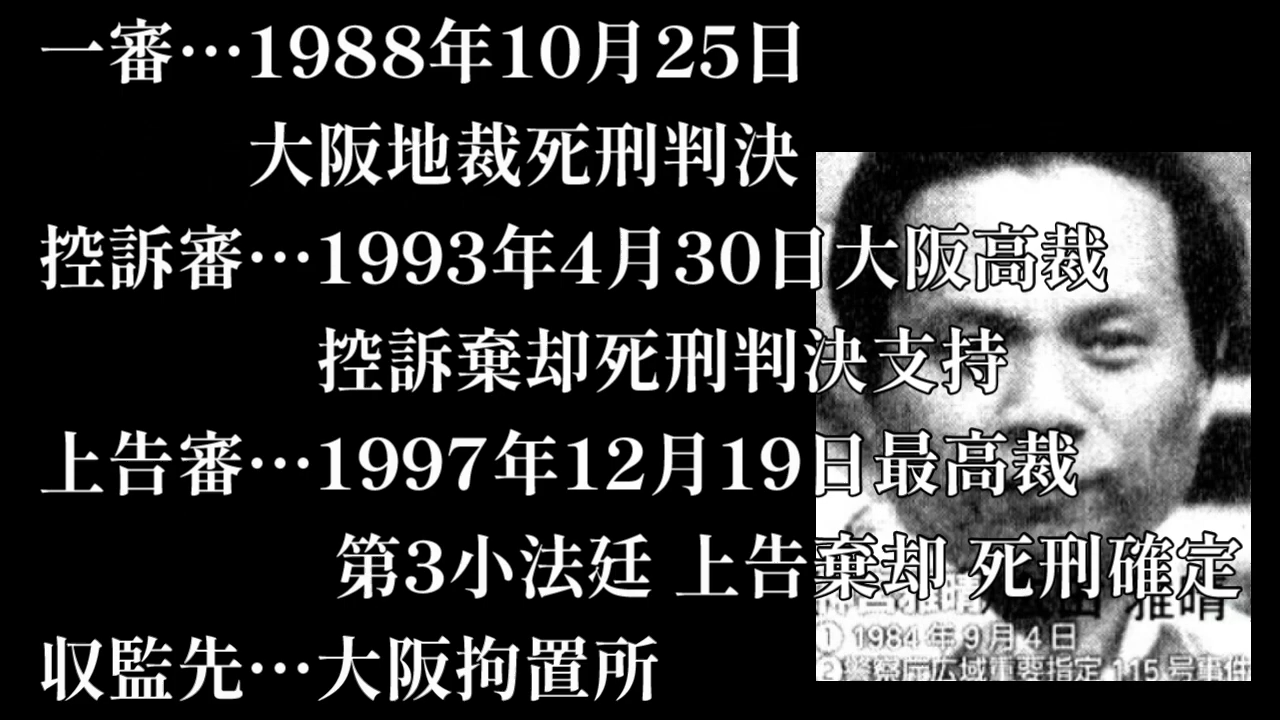 一審…1988年10月25日
大阪地裁死刑判決
控訴審…1993年4月30日大阪高裁
控訴棄却死刑判決支持
上告審…1997年12月19日最高裁
第3小法廷 上告棄却 死刑確定
収監先…大阪拘置所
雅晴
① 1984年9月4日
②警察庁広域重要指定 115号事件